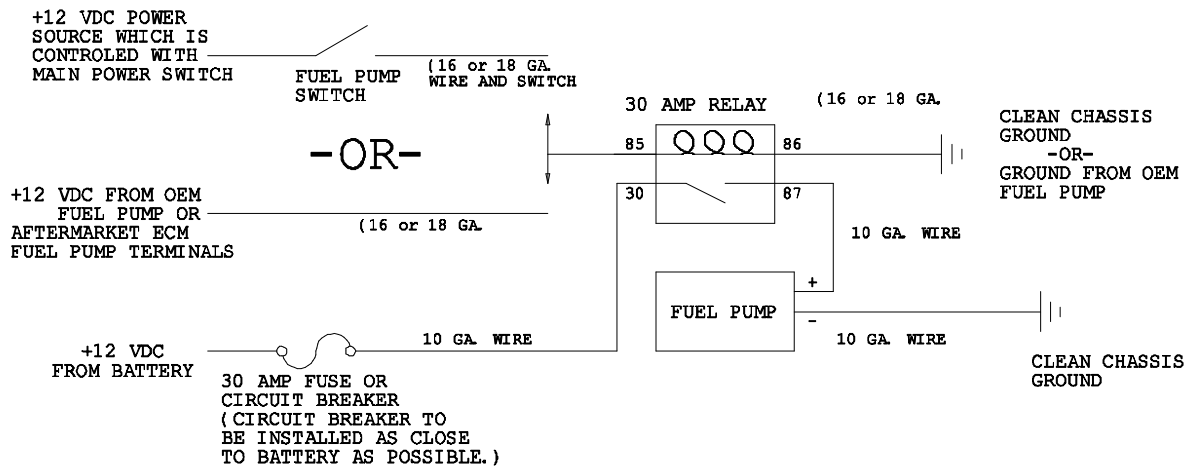 +12 VDC POWER
SOURCE WHICH IS
CONTROLED WITH
MAIN POWER SWITCH
FUEL PUMP
SWITCH
(16 or 18 GA.
WIRE AND SWITCH
30 AMP RELAY
(16 or 18 GA.
85
86
30
87
CLEAN CHASSIS
GROUND
-OR-
GROUND FROM OEM
FUEL PUMP
-OR-
+12 VDC FROM OEM
FUEL PUMP OR
AFTERMARKET ECM
FUEL PUMP TERMINALS
(16 or 18 GA.
10 GA. WIRE
FUEL PUMP
+
-
10 GA. WIRE
CLEAN CHASSIS
GROUND
+12 VDC
FROM BATTERY
10 GA. WIRE
30 AMP FUSE OR
CIRCUIT BREAKER
(CIRCUIT BREAKER TO
BE INSTALLED AS CLOSE
TO BATTERY AS POSSIBLE.)